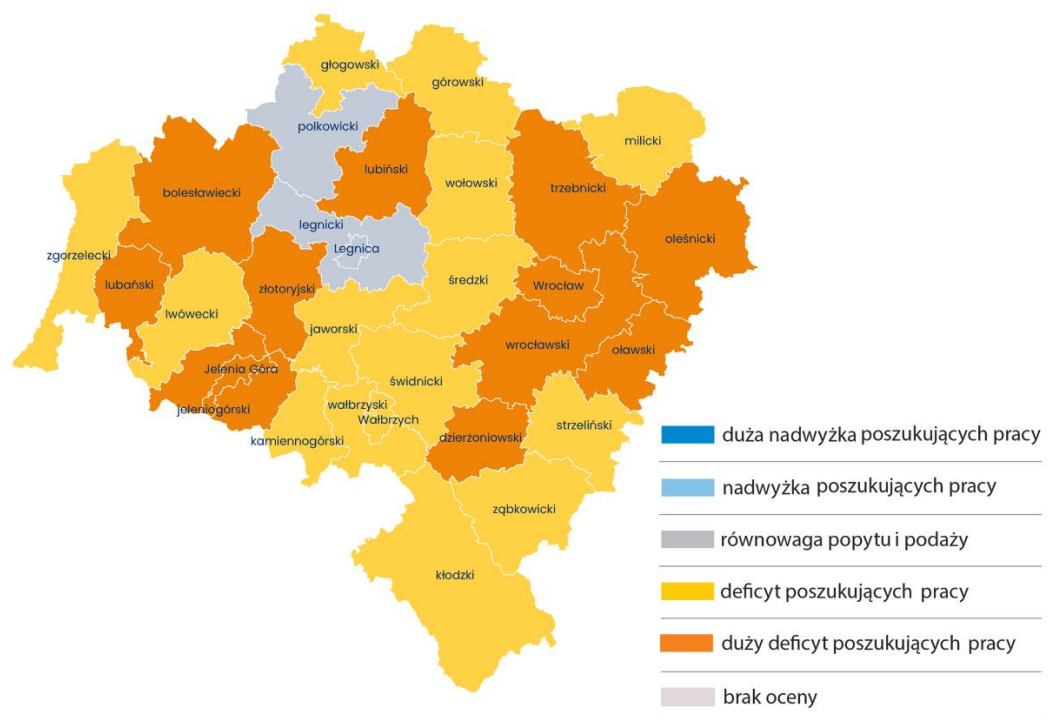 głogowski
górowski
polkowicki
milicki
lubiński
wołowski
trzebnicki
bolesławiecki
legnicki
oleśnicki
Legnica
zgorzelecki
lubański
złotoryjski
średzki
Wrocław
lwówecki
jaworski
wrocławski
oławski
Jelenia Góra
świdnicki
jeleniogórski
wałbrzyski
Wałbrzych
strzeliński
kamiennogórski
dzierżoniowski
ząbkowicki
kłodzki
duża nadwyżka poszukujących pracy
nadwyżka poszukujących pracy
równowaga popytu i podaży
deficyt poszukujących pracy
duży deficyt poszukujących pracy
brak oceny